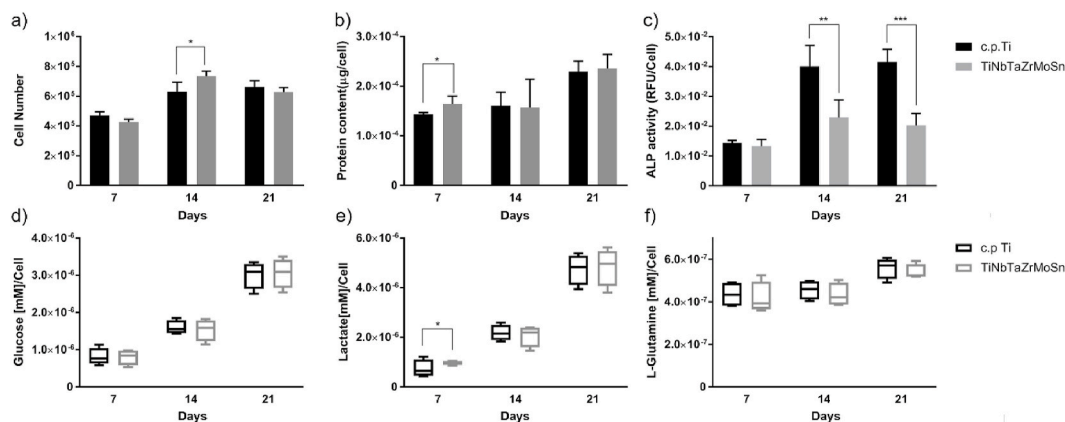 a)
Cell Number
8×10⁵
6×10⁵
4×10⁵
2×10⁵
0
*
7
14
21
Days
b)
Protein content(µg/cell)
3.0×10⁻⁴
2.0×10⁻⁴
1.0×10⁻⁴
0
*
7
14
21
Days
c)
ALP activity (RFU/Cell)
5.0×10⁻²
4.0×10⁻²
3.0×10⁻²
2.0×10⁻²
1.0×10⁻²
0
**
***
7
14
21
Days
c.p.Ti
TiNbTaZrMoSn
d)
Glucose [mM]/Cell
4.0×10⁻⁶
3.0×10⁻⁶
2.0×10⁻⁶
1.0×10⁻⁶
0
7
14
21
Days
e)
Lactate[mM]/Cell
6.0×10⁻⁶
4.0×10⁻⁶
2.0×10⁻⁶
0
*
7
14
21
Days
f)
L-Glutamine [mM]/Cell
6.0×10⁻⁷
4.0×10⁻⁷
2.0×10⁻⁷
0
7
14
21
Days
c.p Ti
TiNbTaZrMoSn